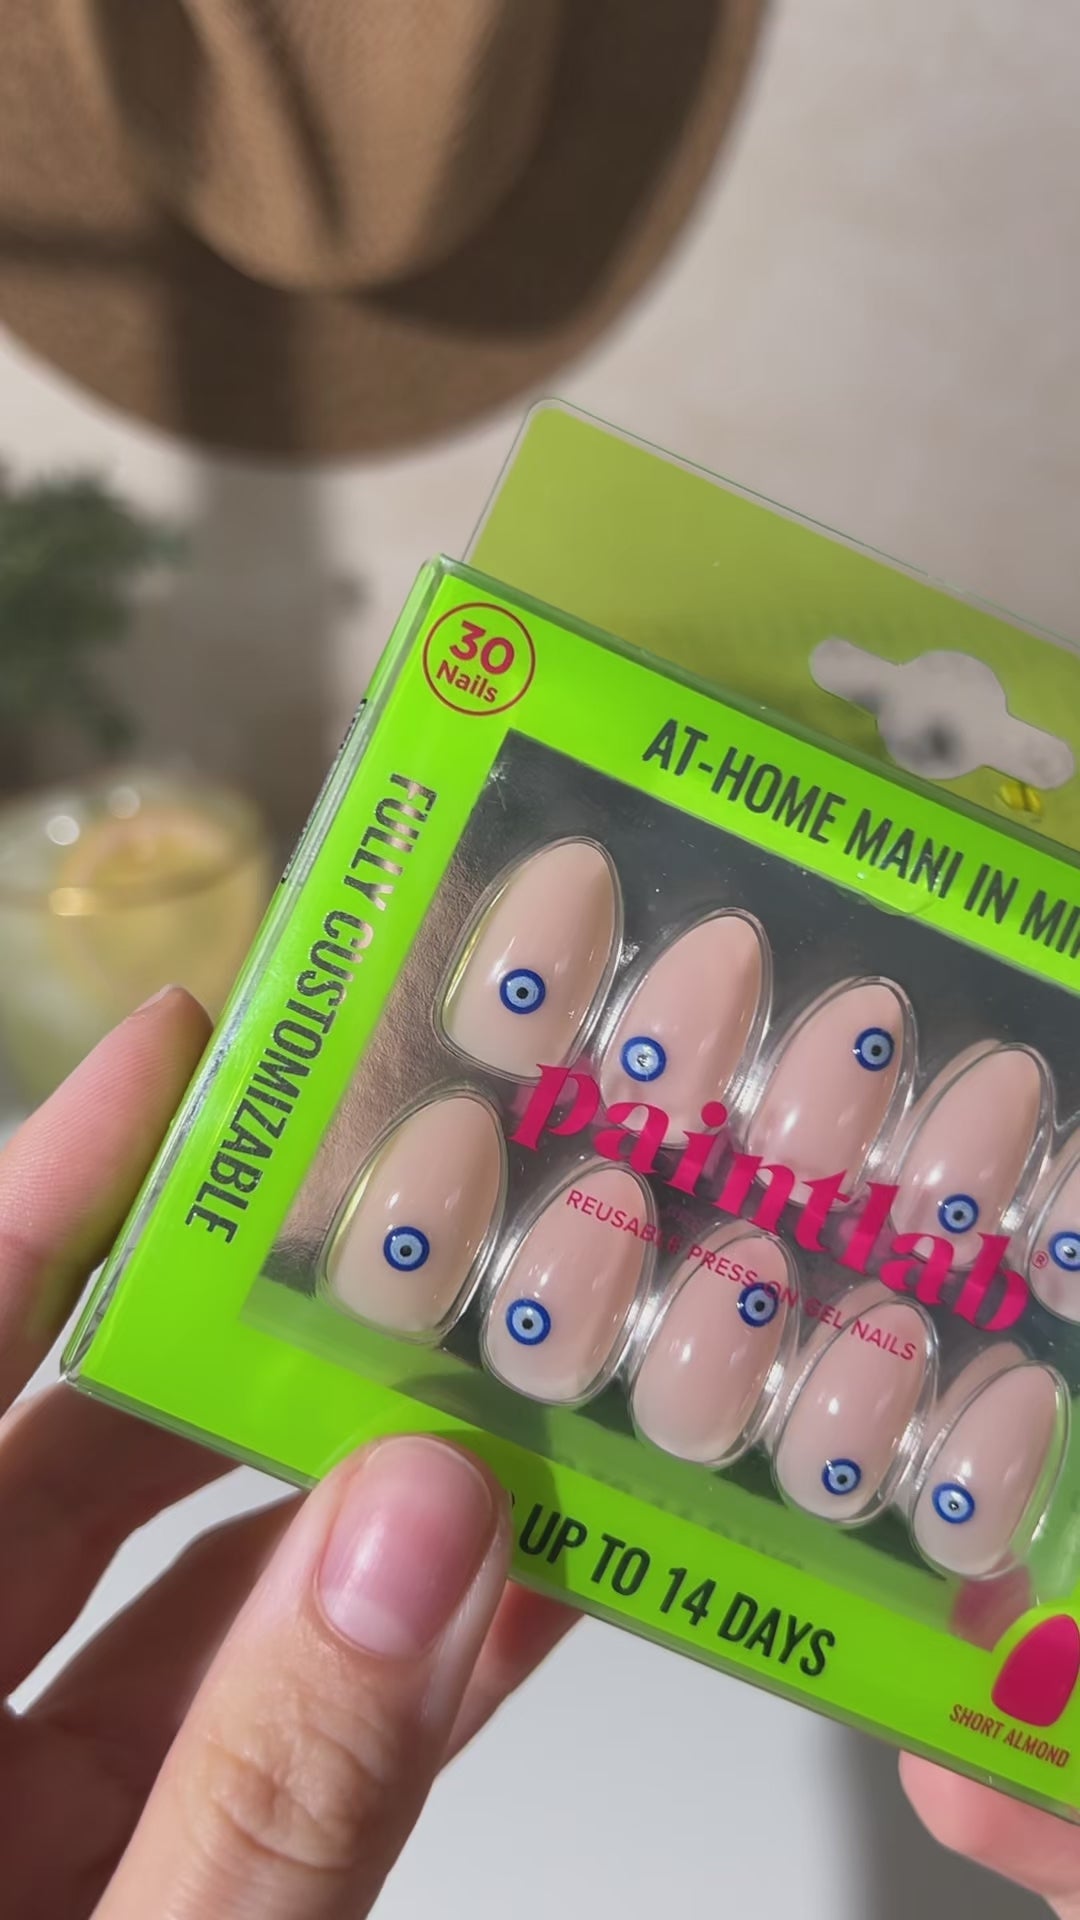 30
Nails
AT-HOME MANI IN
FULLY CUSTOMIZABLE
paintlab®
REUSABLE PRESS-ON GEL NAILS
UP TO 14 DAYS
SHORT ALMOND